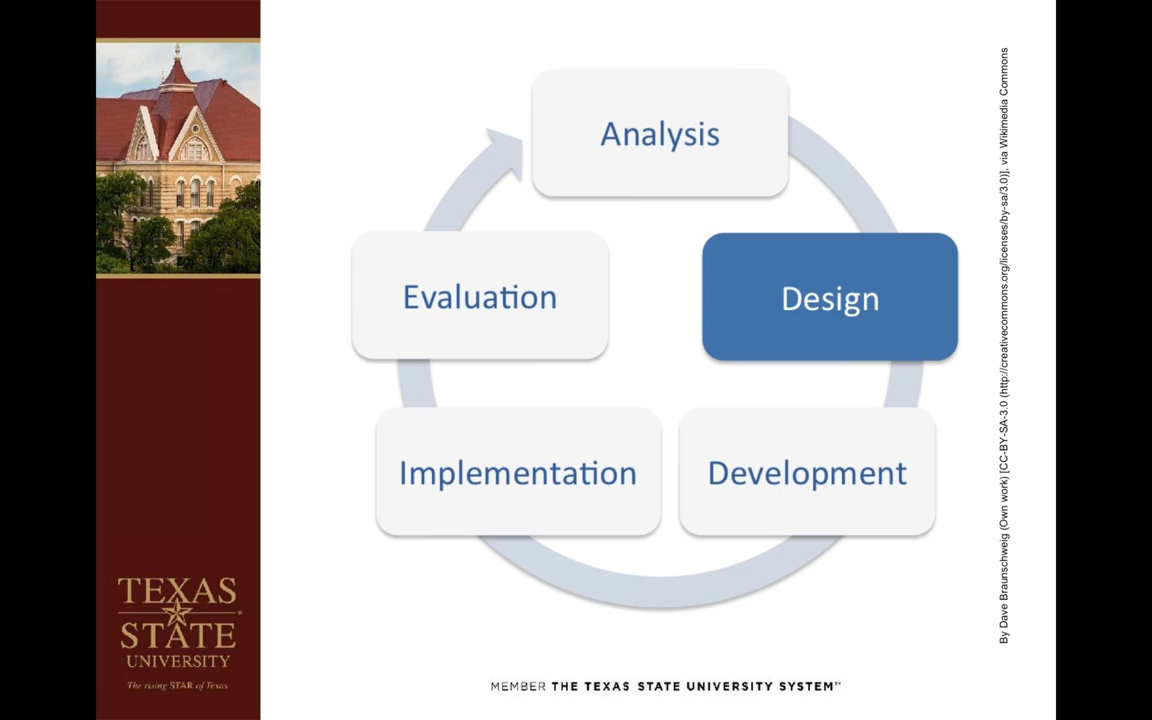 Analysis
Evaluation
Design
Implementation
Development
By Dave Braunschweig (Own work) [CC-BY-SA-3.0 (http://creativecommons.org/licenses/by-sa/3.0)], via Wikimedia Commons
TEXAS
STATE
®
UNIVERSITY
The rising STAR of Texas
MEMBER THE TEXAS STATE UNIVERSITY SYSTEM™